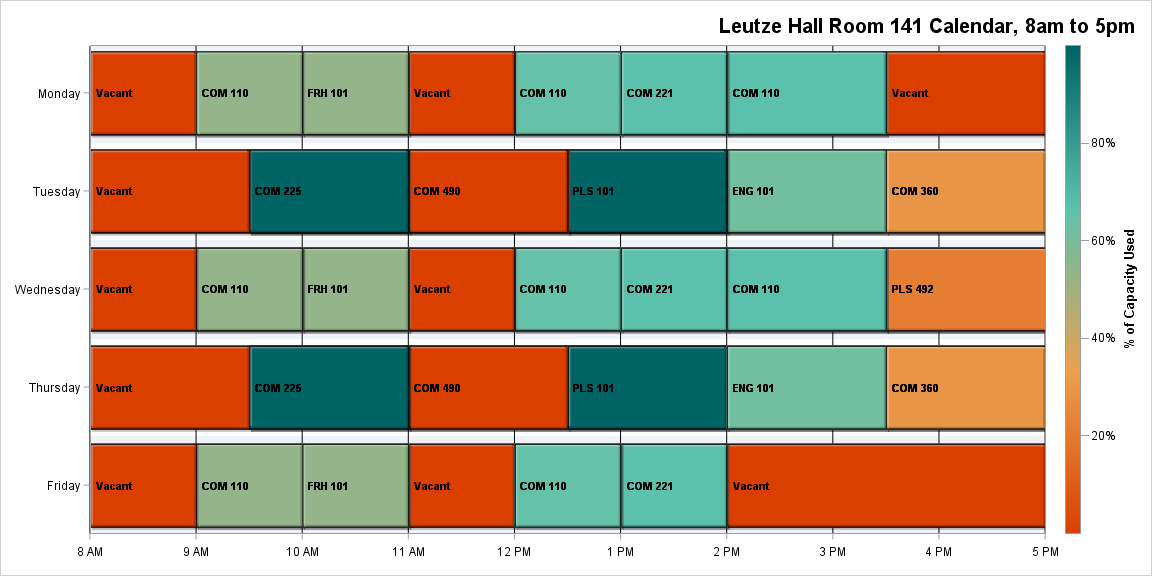 Leutze Hall Room 141 Calendar, 8am to 5pm
Monday Vacant COM 110 FRH 101 Vacant COM 110 COM 221 COM 110 Vacant
Tuesday Vacant COM 225 COM 490 PLS 101 ENG 101 COM 360
Wednesday Vacant COM 110 FRH 101 Vacant COM 110 COM 221 COM 110 PLS 492
Thursday Vacant COM 225 COM 490 PLS 101 ENG 101 COM 360
Friday Vacant COM 110 FRH 101 Vacant COM 110 COM 221 Vacant
8 AM 9 AM 10 AM 11 AM 12 PM 1 PM 2 PM 3 PM 4 PM 5 PM
80%
60%
40%
20%
% of Capacity Used